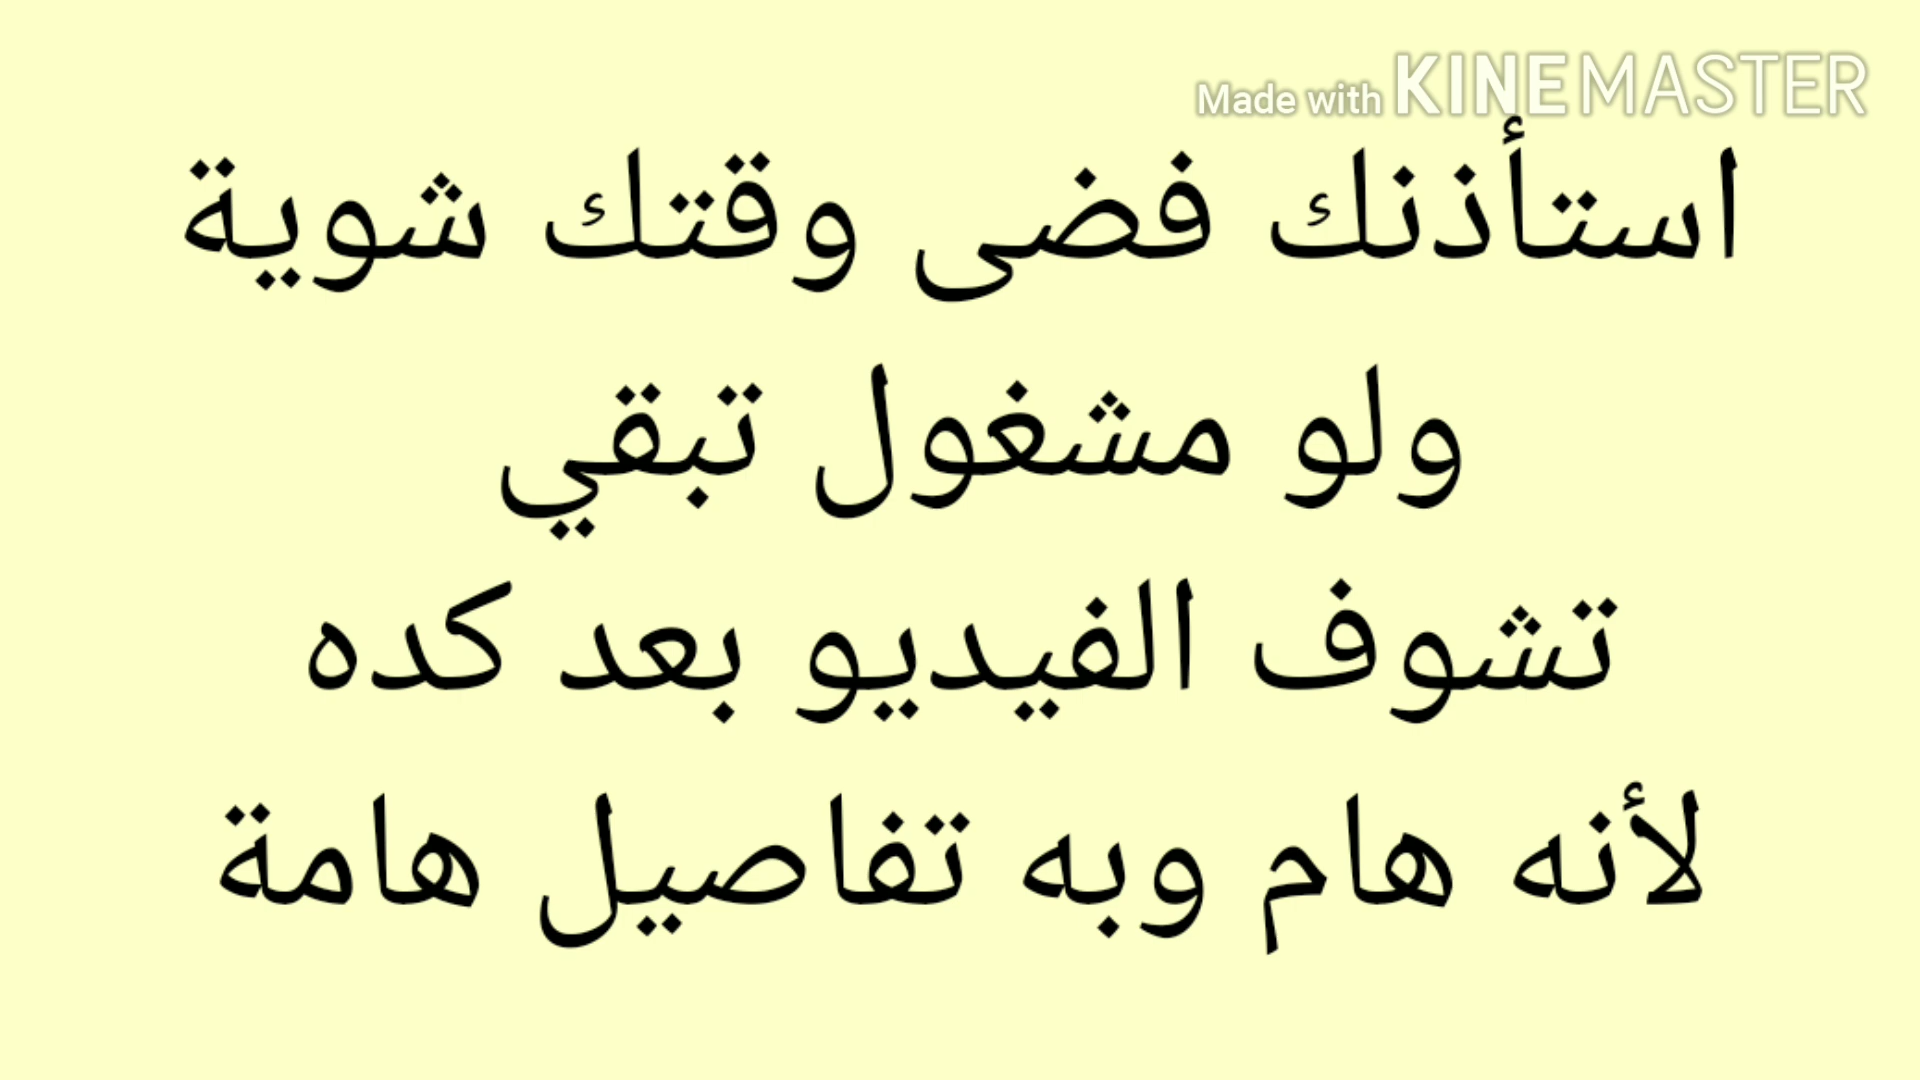 Made with KINEMASTER
استأذنك فضى وقتك شوية
ولو مشغول تبقي
تشوف الفيديو بعد كده
لأنه هام وبه تفاصيل هامة